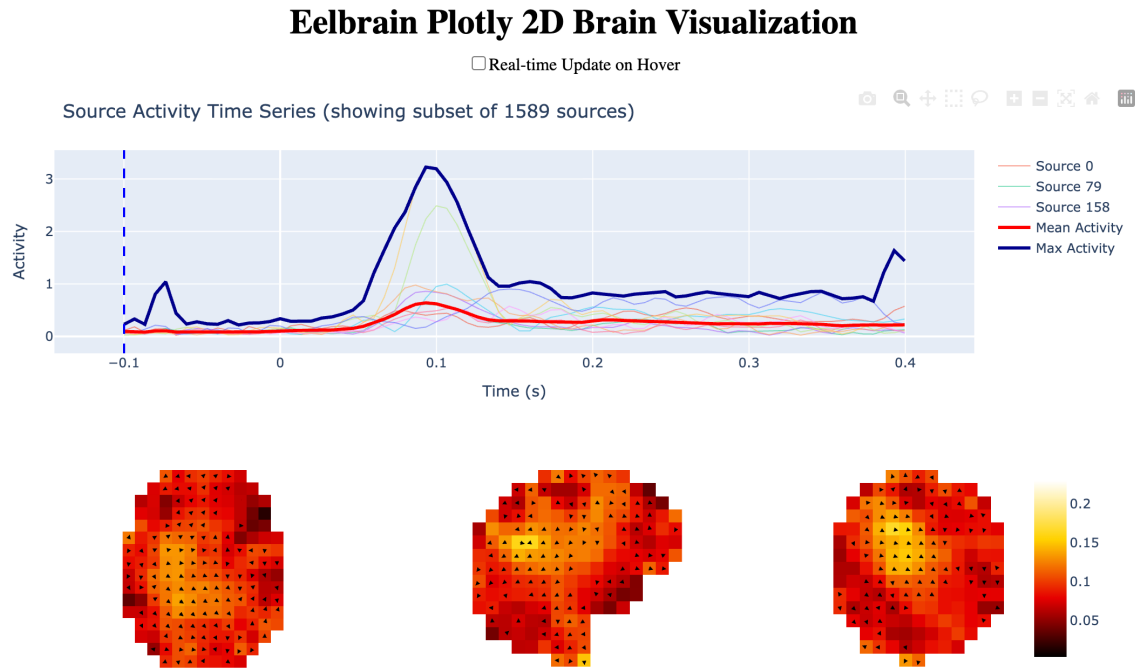 Eelbrain Plotly 2D Brain Visualization
Real-time Update on Hover
Source Activity Time Series (showing subset of 1589 sources)
Activity
3
2
1
0
−0.1
0
0.1
0.2
0.3
0.4
Time (s)
Source 0
Source 79
Source 158
Mean Activity
Max Activity
0.2
0.15
0.1
0.05